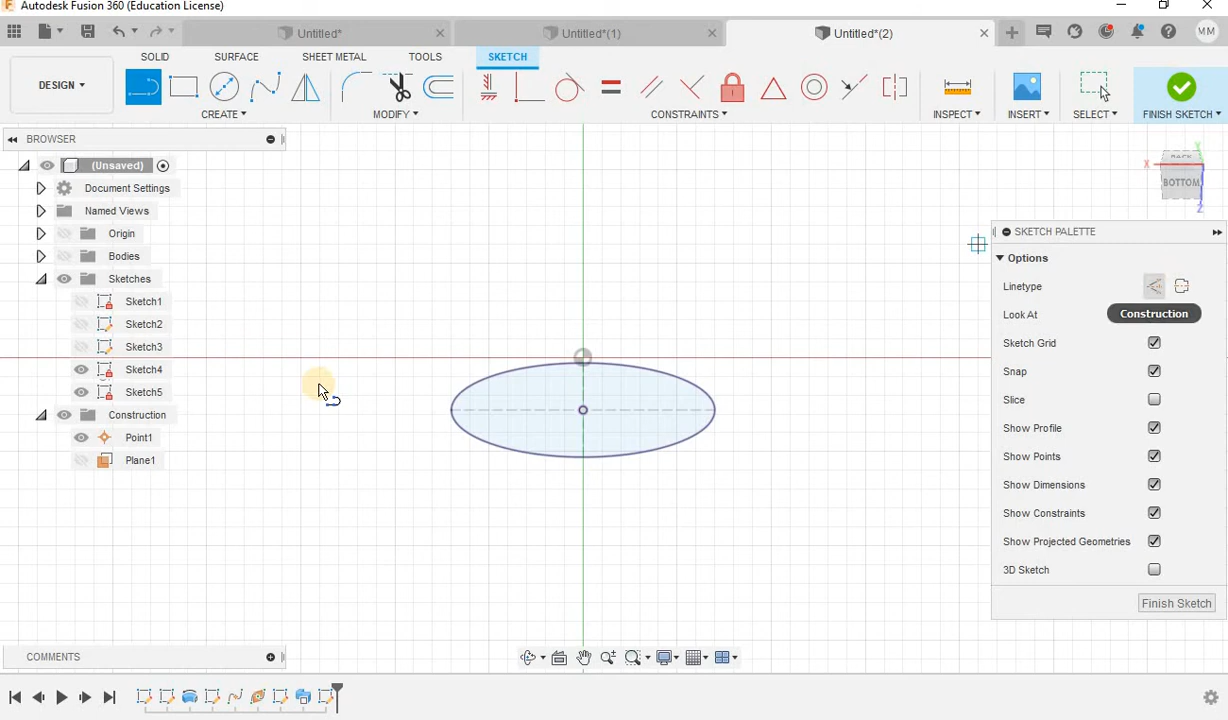 Autodesk Fusion 360 (Education License)
Untitled*
Untitled*(1)
Untitled*(2)
MM
SOLID
SURFACE
SHEET METAL
TOOLS
SKETCH
DESIGN
CREATE
MODIFY
CONSTRAINTS
INSPECT
INSERT
SELECT
FINISH SKETCH
BROWSER
(Unsaved)
Document Settings
Named Views
Origin
Bodies
Sketches
Sketch1
Sketch2
Sketch3
Sketch4
Sketch5
Construction
Point1
Plane1
BACK
BOTTOM
X
Y
Z
SKETCH PALETTE
Options
Linetype
Look At
Construction
Sketch Grid
Snap
Slice
Show Profile
Show Points
Show Dimensions
Show Constraints
Show Projected Geometries
3D Sketch
Finish Sketch
COMMENTS